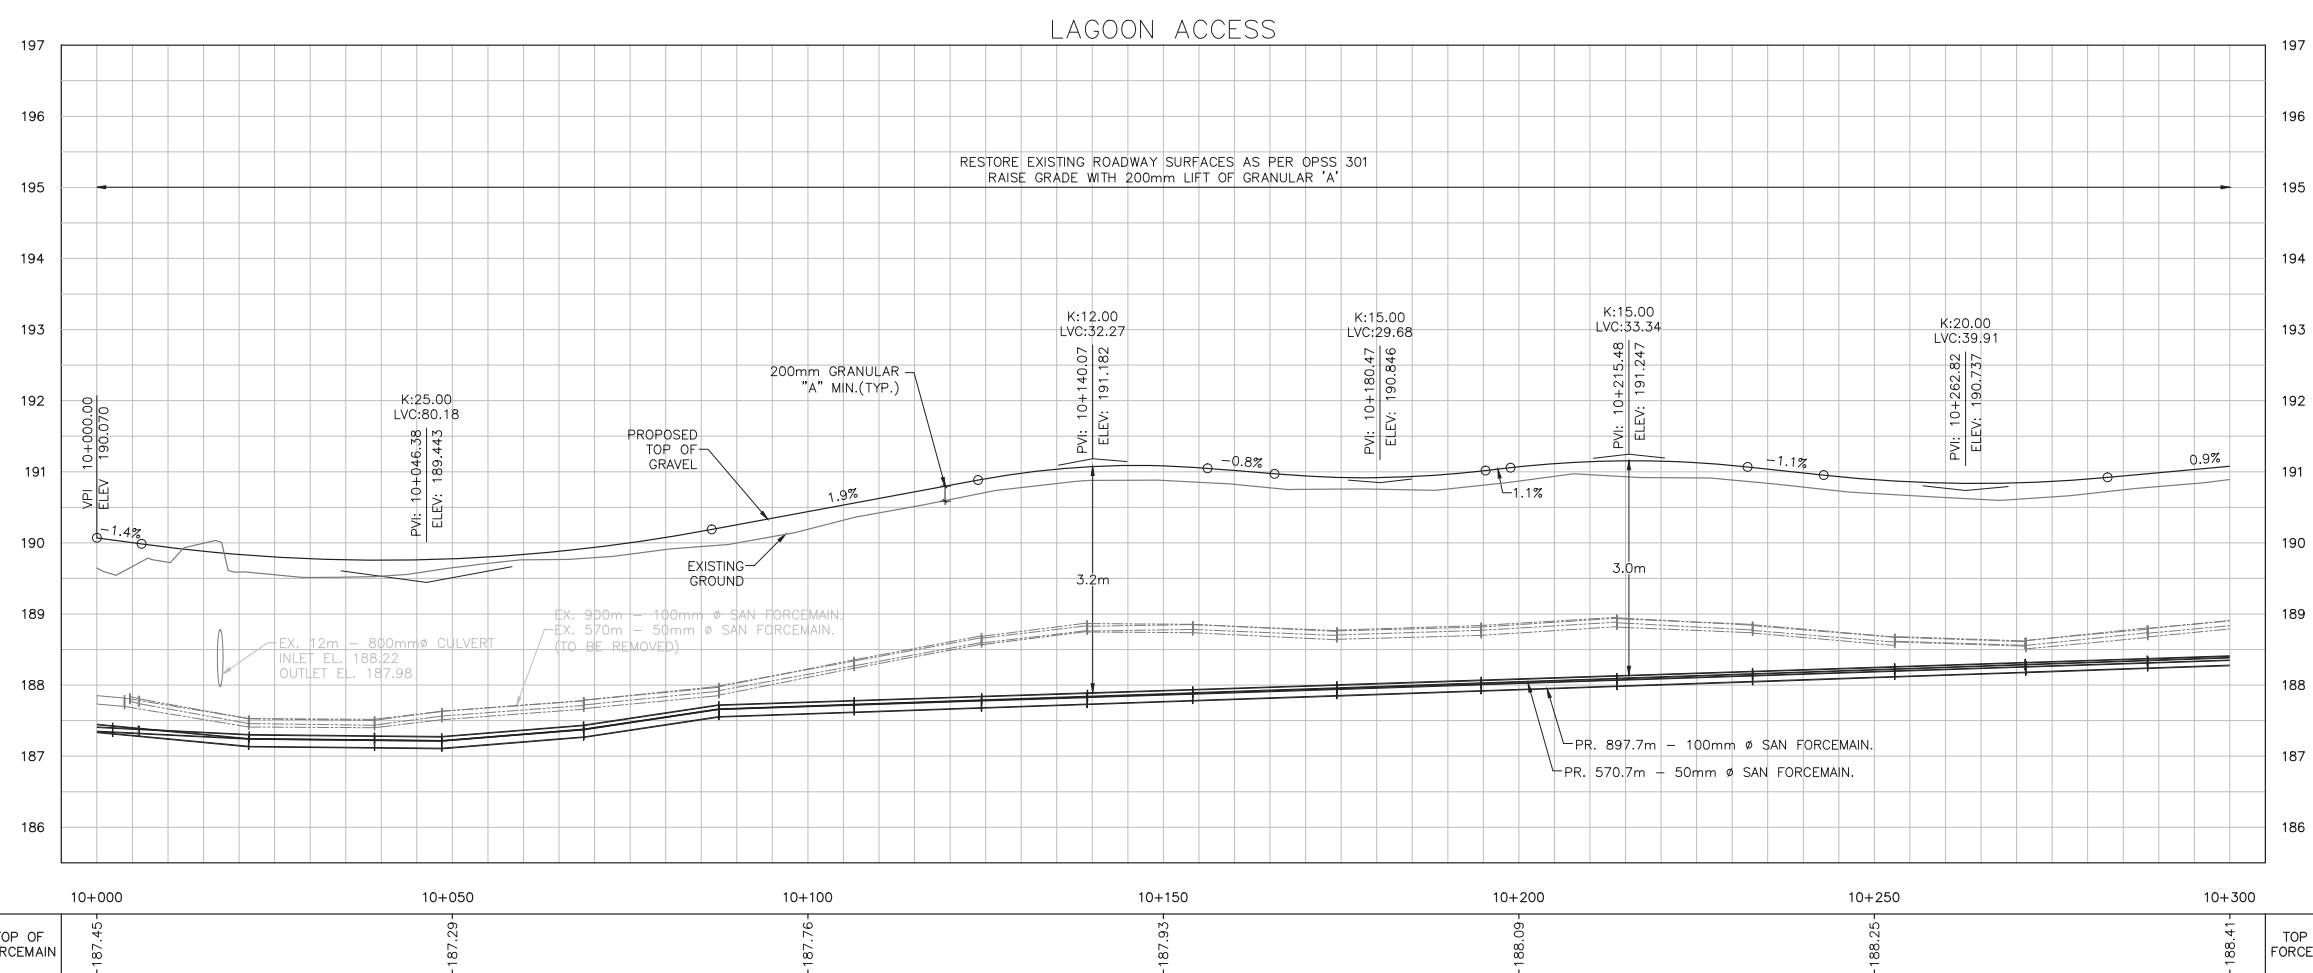 LAGOON ACCESS
197
197
196
196
RESTORE EXISTING ROADWAY SURFACES AS PER OPSS 301
RAISE GRADE WITH 200mm LIFT OF GRANULAR 'A'
195
195
194
194
193
193
192
192
191
191
190
190
189
189
188
188
187
187
186
186
VPI 10+000.00
ELEV 190.070
-1.4%
K:25.00
LVC:80.18
PVI: 10+046.38
ELEV: 189.443
PROPOSED
TOP OF
GRAVEL
200mm GRANULAR
"A" MIN.(TYP.)
1.9%
EXISTING
GROUND
K:12.00
LVC:32.27
PVI: 10+140.07
ELEV: 191.182
3.2m
-0.8%
K:15.00
LVC:29.68
PVI: 10+180.47
ELEV: 190.846
1.1%
K:15.00
LVC:33.34
PVI: 10+215.48
ELEV: 191.247
3.0m
-1.1%
K:20.00
LVC:39.91
PVI: 10+262.82
ELEV: 190.737
0.9%
EX. 12m - 800mmø CULVERT
INLET EL. 188.22
OUTLET EL. 187.98
EX. 900m - 100mm ø SAN FORCEMAIN.
EX. 570m - 50mm ø SAN FORCEMAIN.
(TO BE REMOVED)
PR. 897.7m - 100mm ø SAN FORCEMAIN.
PR. 570.7m - 50mm ø SAN FORCEMAIN.
10+000
10+050
10+100
10+150
10+200
10+250
10+300
OP OF
RCEMAIN
187.45
187.29
187.76
187.93
188.09
188.25
188.41
TOP
FORCE